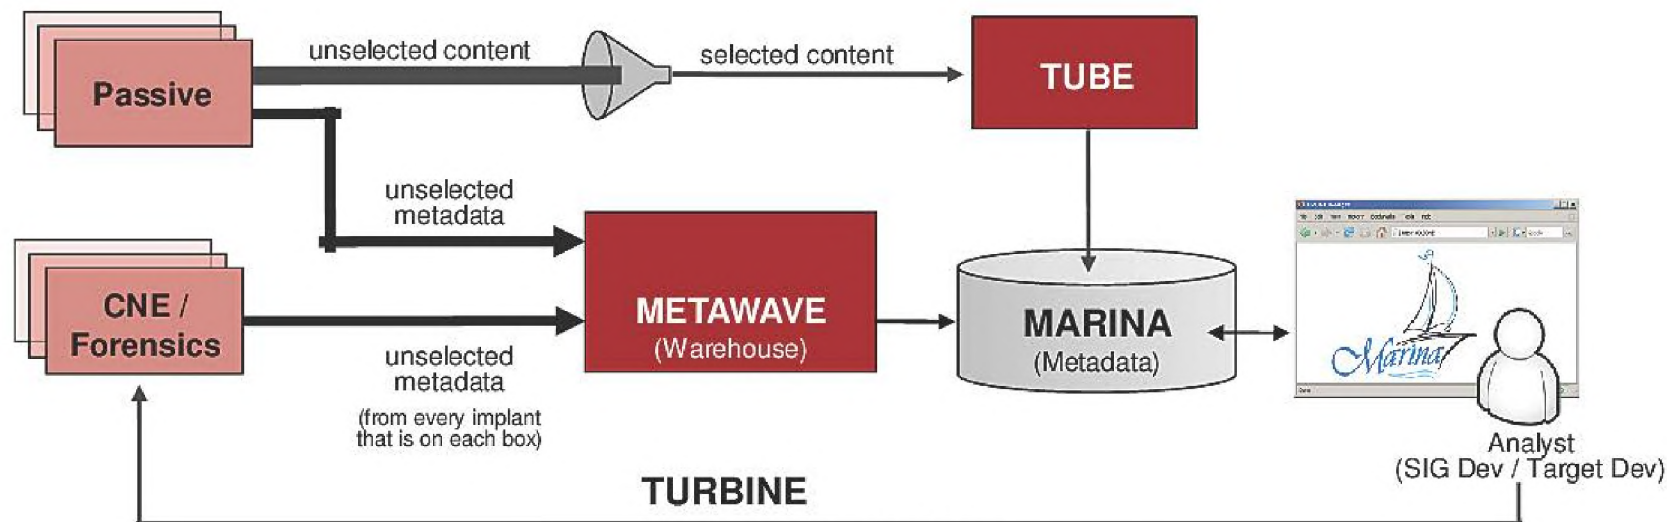 unselected content
selected content
Passive
TUBE
unselected
metadata
CNE /
Forensics
METAWAVE
(Warehouse)
MARINA
(Metadata)
Marina
unselected
metadata
(from every implant
that is on each box)
Analyst
(SIG Dev / Target Dev)
TURBINE